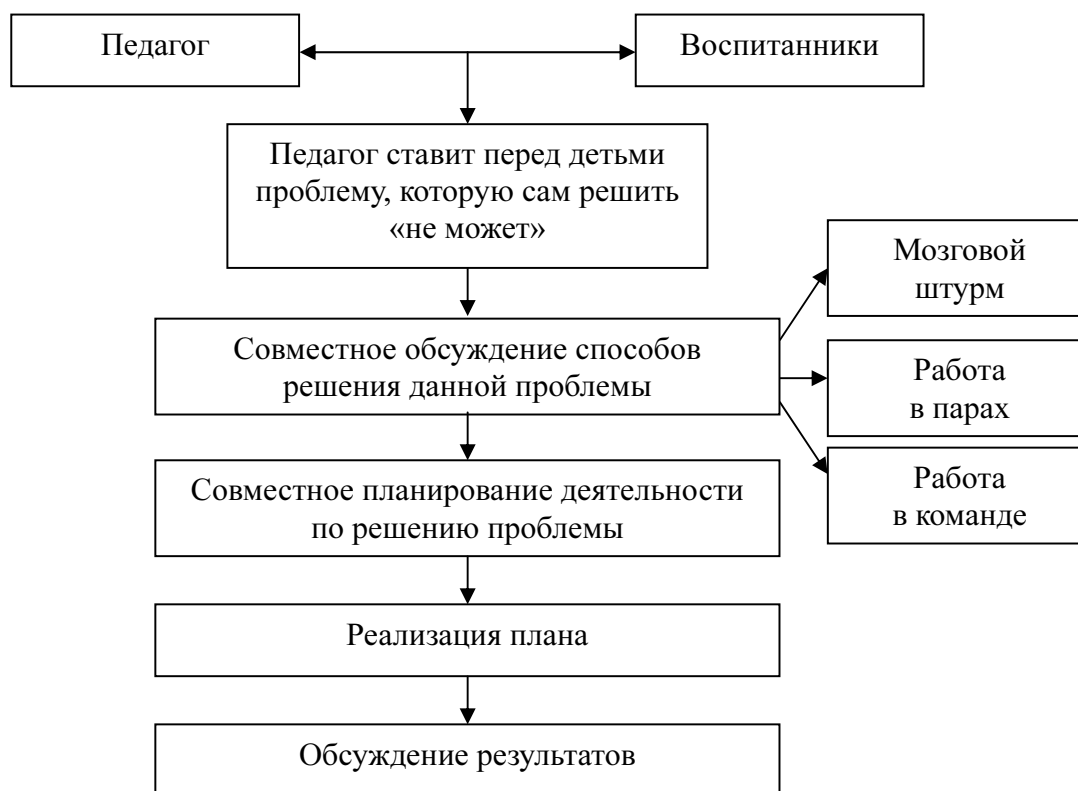 Педагог
Воспитанники
Педагог ставит перед детьми
проблему, которую сам решить
«не может»
Мозговой
штурм
Совместное обсуждение способов
решения данной проблемы
Работа
в парах
Совместное планирование деятельности
по решению проблемы
Работа
в команде
Реализация плана
Обсуждение результатов